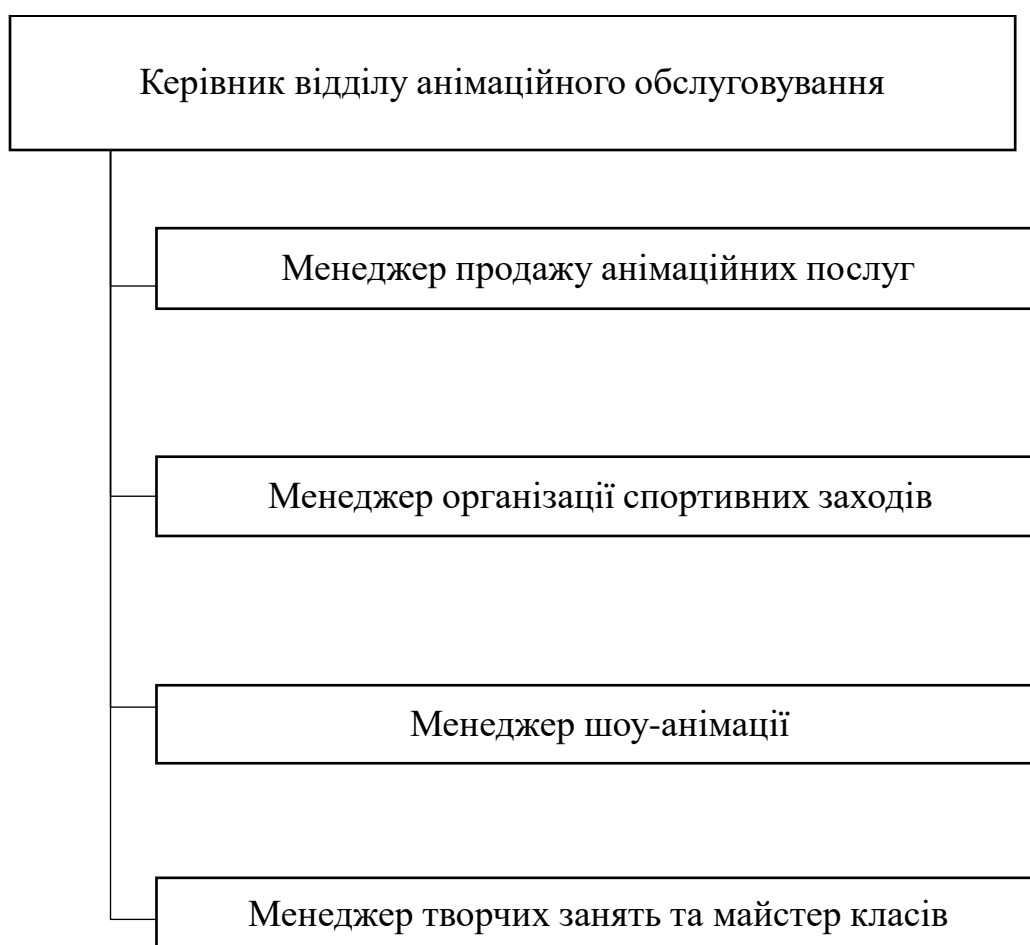 Керівник відділу анімаційного обслуговування
Менеджер продажу анімаційних послуг
Менеджер організації спортивних заходів
Менеджер шоу-анімації
Менеджер творчих занять та майстер класів